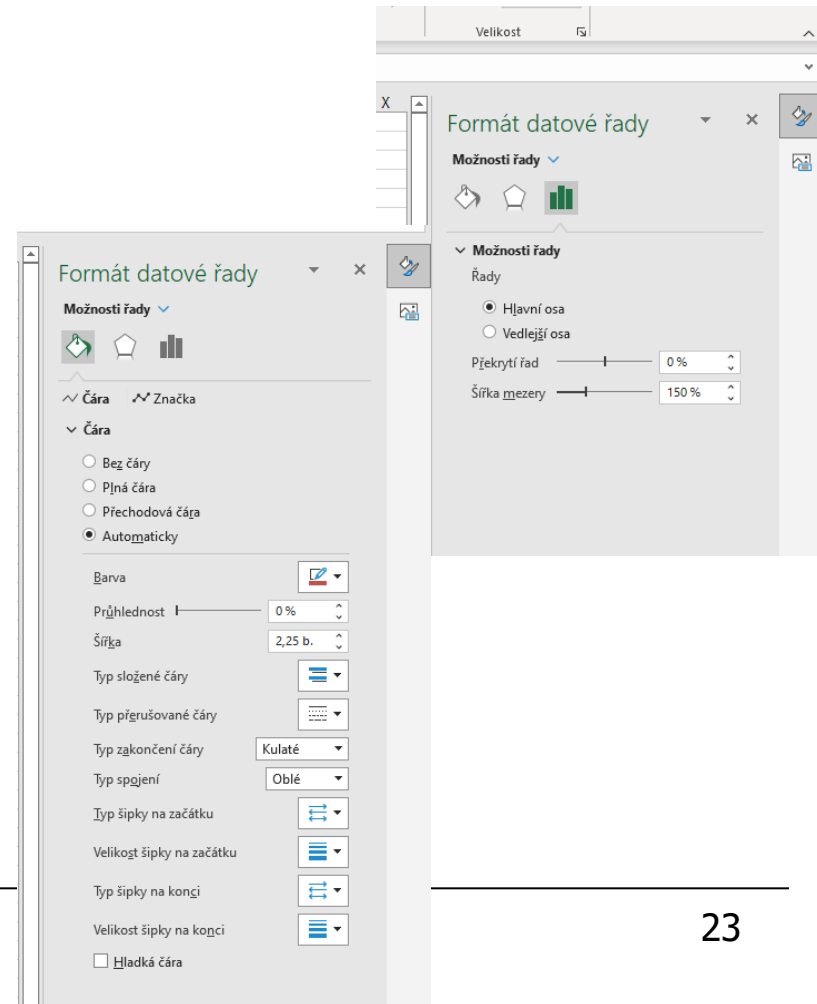 Velikost
X
Formát datové řady
Možnosti řady
Možnosti řady
Řady
Hlavní osa
Vedlejší osa
Překrytí řad 0 %
Šířka mezery 150 %
Formát datové řady
Možnosti řady
Čára Značka
Čára
Bez čáry
Plná čára
Přechodová čára
Automaticky
Barva
Průhlednost 0 %
Šířka 2,25 b.
Typ složené čáry
Typ přerušované čáry
Typ zakončení čáry Kulaté
Typ spojení Oblé
Typ šipky na začátku
Velikost šipky na začátku
Typ šipky na konci
Velikost šipky na konci
Hladká čára
23